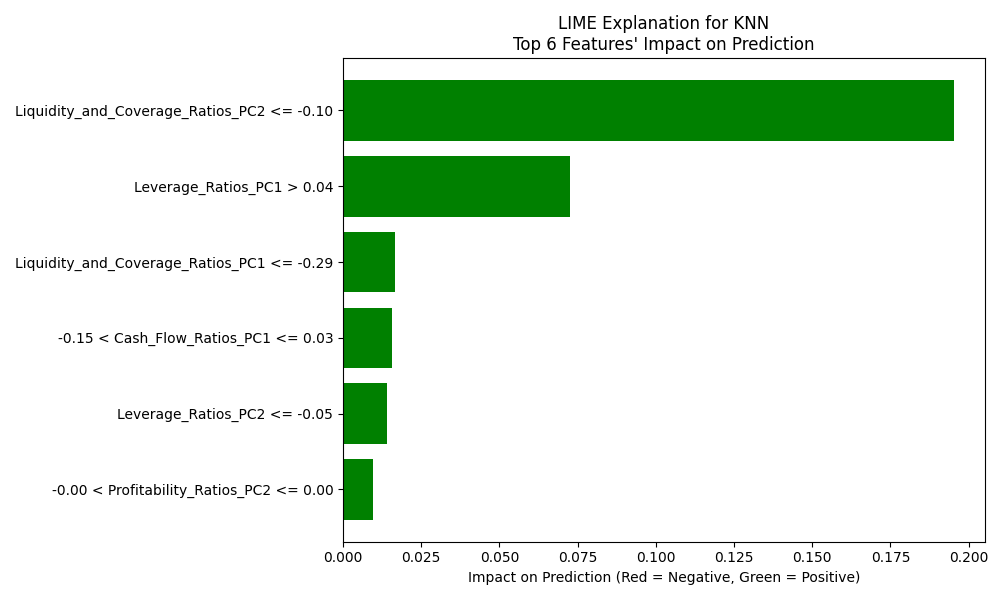 LIME Explanation for KNN
Top 6 Features' Impact on Prediction
Liquidity_and_Coverage_Ratios_PC2 <= -0.10
Leverage_Ratios_PC1 > 0.04
Liquidity_and_Coverage_Ratios_PC1 <= -0.29
-0.15 < Cash_Flow_Ratios_PC1 <= 0.03
Leverage_Ratios_PC2 <= -0.05
-0.00 < Profitability_Ratios_PC2 <= 0.00
0.000 0.025 0.050 0.075 0.100 0.125 0.150 0.175 0.200
Impact on Prediction (Red = Negative, Green = Positive)